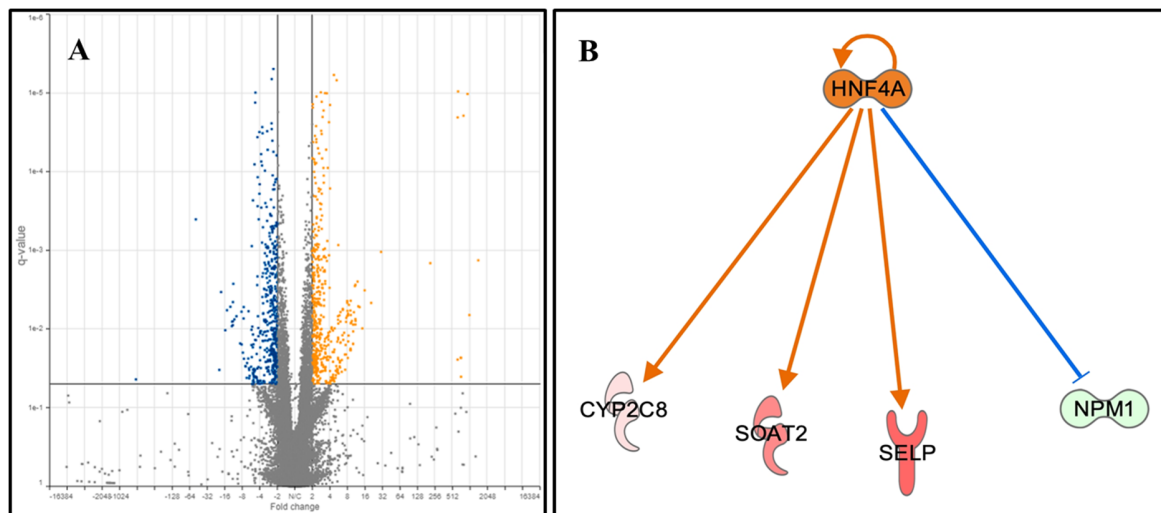 A
1e-6
1e-5
1e-4
1e-3
1e-2
1e-1
1
q-value
-16384 -2048 -1024 -128 -64 -32 -16 -8 -4 -2 N/C 2 4 8 16 32 64 128 256 512 2048 16384
Fold change
B
HNF4A
CYP2C8
SOAT2
SELP
NPM1